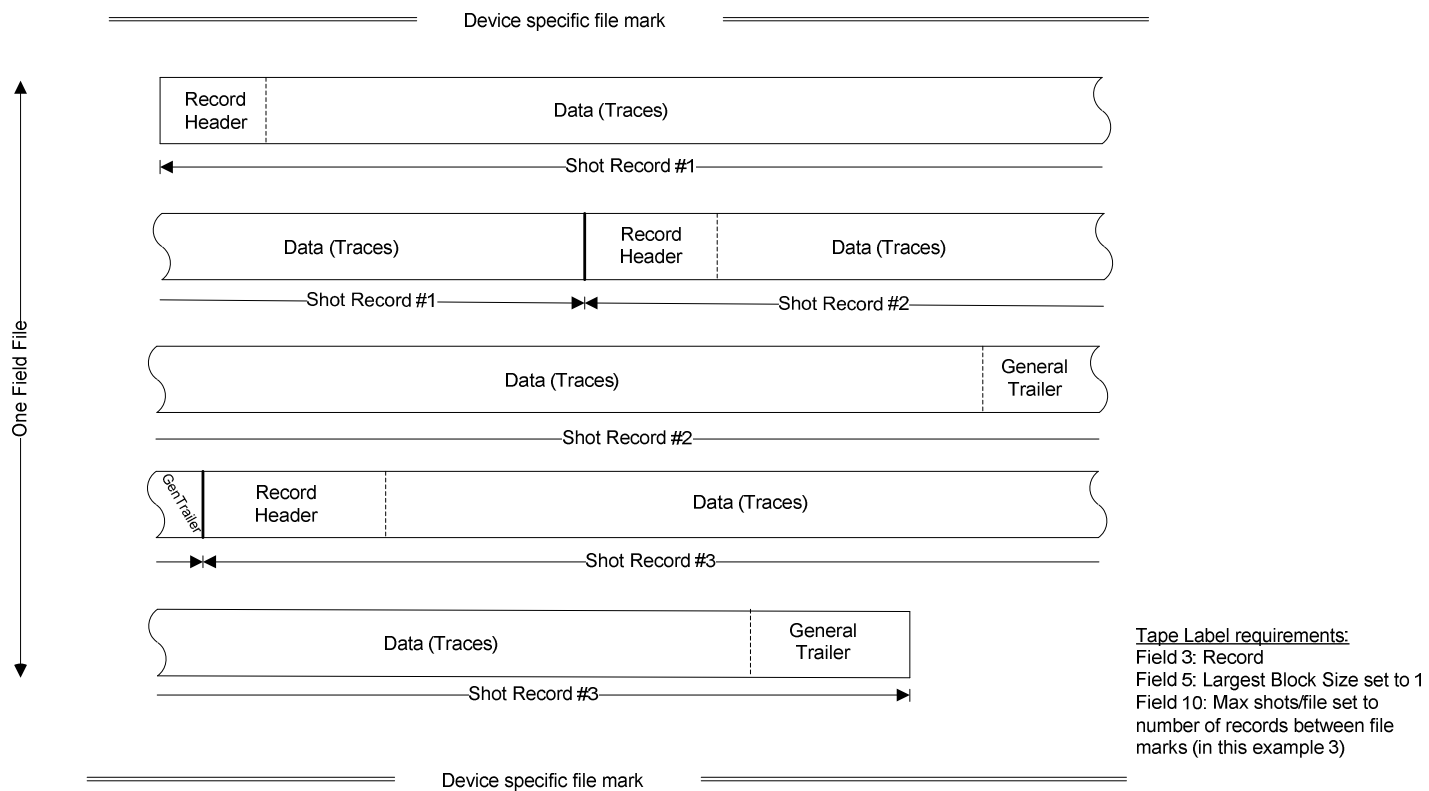 Device specific file mark
Record
Header
Data (Traces)
Shot Record #1
Data (Traces)
Record
Header
Data (Traces)
Shot Record #1
Shot Record #2
One Field File
Data (Traces)
General
Trailer
Shot Record #2
GenTrailer
Record
Header
Data (Traces)
Shot Record #3
Data (Traces)
General
Trailer
Shot Record #3
Tape Label requirements:
Field 3: Record
Field 5: Largest Block Size set to 1
Field 10: Max shots/file set to
number of records between file
marks (in this example 3)
Device specific file mark